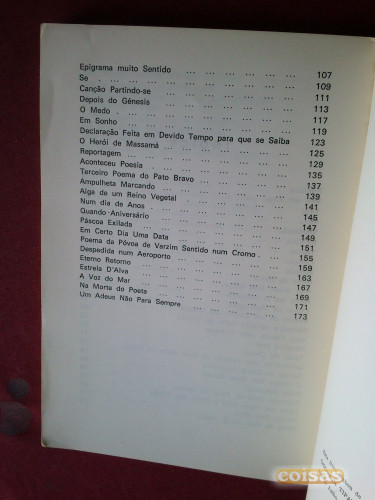 Epigrama muito Sentido ... ... ... ... ... ... 107
Se . ... ... ... ... ... ... ... ... ... 109
Canção Partindo-se ... ... ... ... ... ... 111
Depois do Génesis ... ... ... ... ... ... 113
O Medo . ... ... ... ... ... ... ... ... 117
Em Sonho ... ... ... ... ... ... ... ... 119
Declaração Feita em Devido Tempo para que se Saiba 123
O Herói de Massamá ... ... ... ... ... ... 125
Reportagem ... ... ... ... ... ... ... ... 129
Aconteceu Poesia . ... ... ... ... ... ... 135
Terceiro Poema do Pato Bravo ... ... ... ... 137
Ampulheta Marcando ... ... ... ... ... ... 139
Alga de um Reino Vegetal ... ... ... ... ... 141
Num dia de Anos . ... ... ... ... ... ... 145
Quando Aniversário ... ... ... ... ... ... 147
Páscoa Exilada ... ... ... ... ... ... ... 149
Em Certo Dia Uma Data ... ... ... ... ... 151
Poema da Póvoa de Varzim Sentido num Cromo . ... 155
Despedida num Aeroporto ... ... ... ... ... 159
Eterno Retorno ... ... ... ... ... ... ... 163
Estrela D'Alva ... ... ... ... ... ... ... 167
A Voz do Mar ... ... ... ... ... ... ... 169
Na Morte do Poeta ... ... ... ... ... ... 171
Um Adeus Não Para Sempre ... ... ... ... 173
coisas